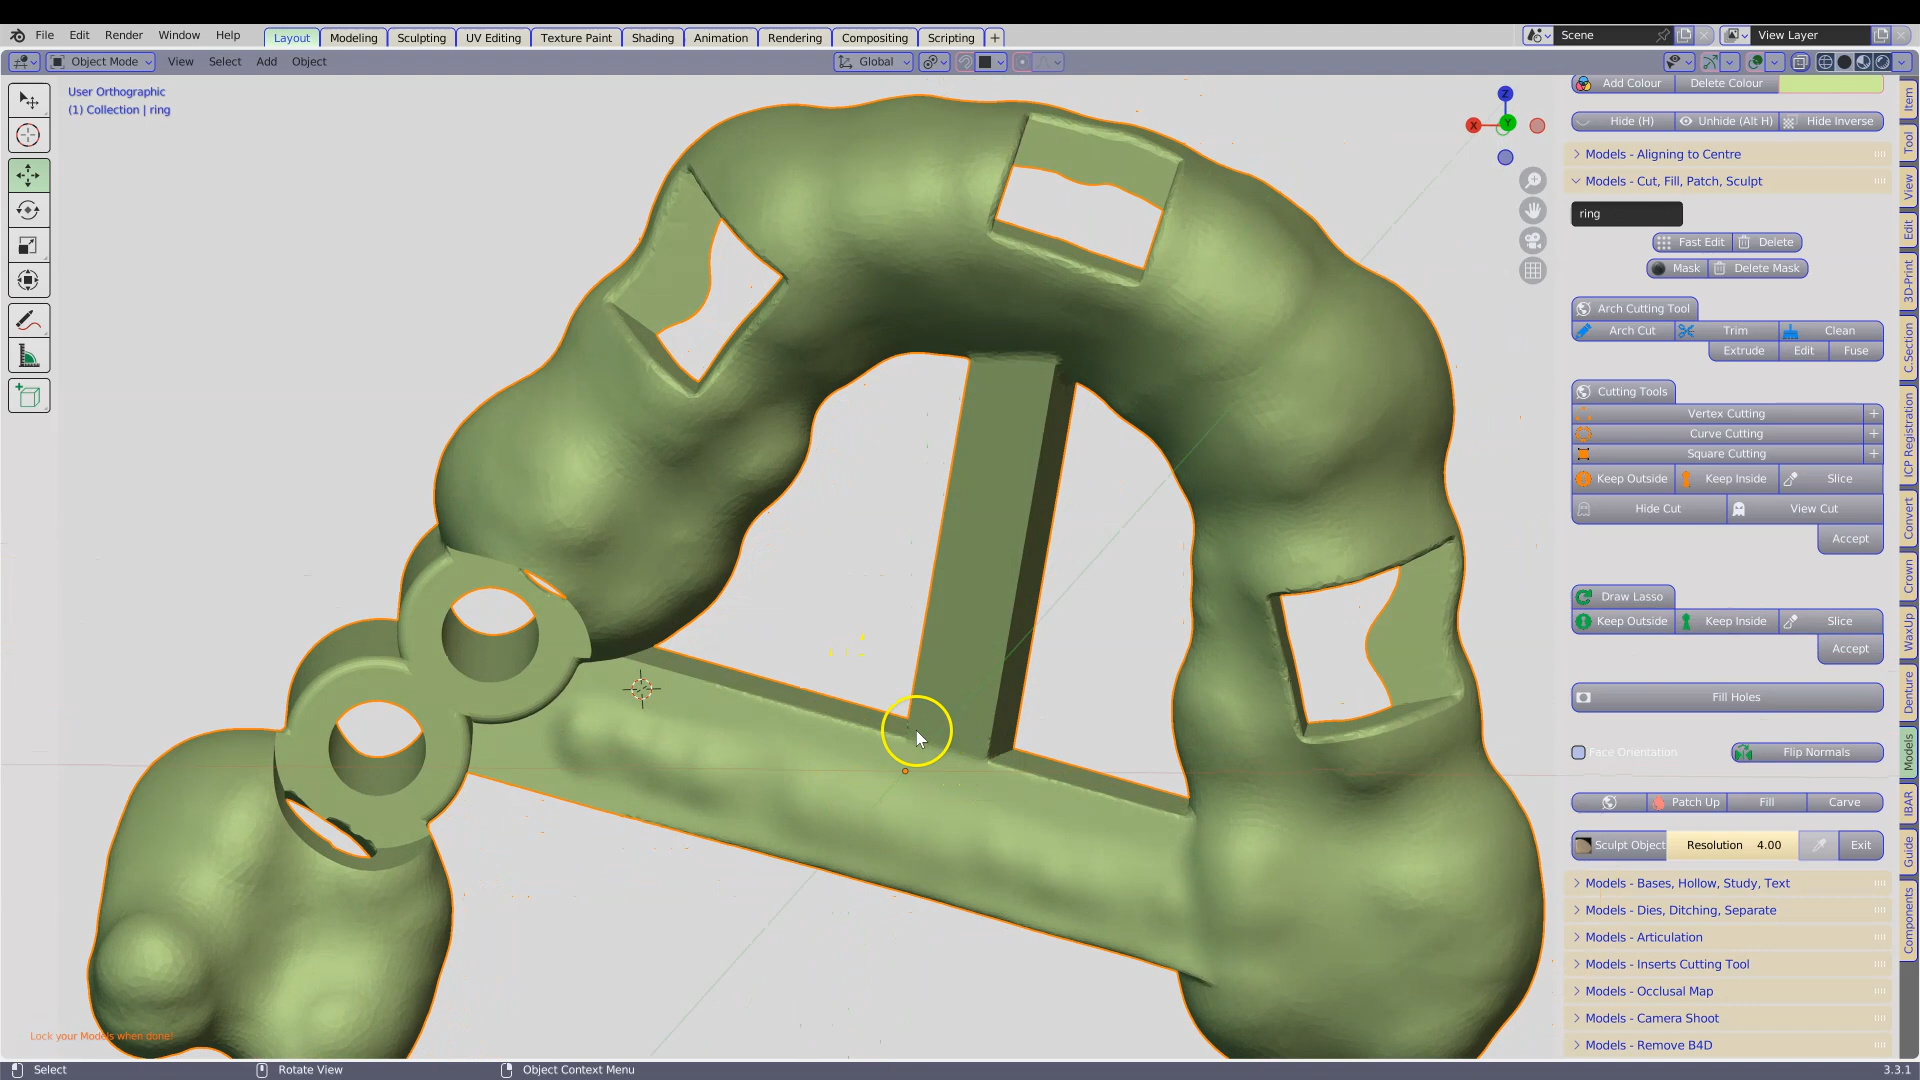 File Edit Render Window Help Layout Modeling Sculpting UV Editing Texture Paint Shading Animation Rendering Compositing Scripting + Scene View Layer
Object Mode View Select Add Object Global
User Orthographic
(1) Collection | ring
Z
X
Y
Add Colour Delete Colour
Hide (H) Unhide (Alt H) Hide Inverse
Models - Aligning to Centre
Models - Cut, Fill, Patch, Sculpt
ring
Fast Edit Delete
Mask Delete Mask
Arch Cutting Tool
Arch Cut Trim Clean
Extrude Edit Fuse
Cutting Tools
Vertex Cutting +
Curve Cutting +
Square Cutting +
Keep Outside Keep Inside Slice
Hide Cut View Cut
Accept
Draw Lasso
Keep Outside Keep Inside Slice
Accept
Fill Holes
Face Orientation Flip Normals
Patch Up Fill Carve
Sculpt Object Resolution 4.00 Exit
Models - Bases, Hollow, Study, Text
Models - Dies, Ditching, Separate
Models - Articulation
Models - Inserts Cutting Tool
Models - Occlusal Map
Models - Camera Shoot
Models - Remove B4D
Item
Tool
View
Edit
3D-Print
C.Section
ICP Registration
Convert
Crown
WaxUp
Denture
Models
IBAR
Guide
Components
Lock your Models when done!
Select Rotate View Object Context Menu 3.3.1